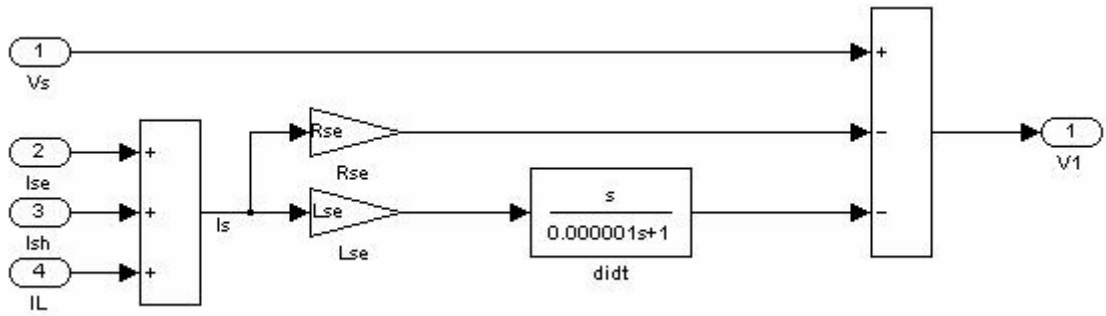 1
Vs
+
2
Ise
+
3
Ish
+
4
IL
+
Is
Rse
Rse
Lse
Lse
s
0.000001s+1
didt
+
-
-
1
V1